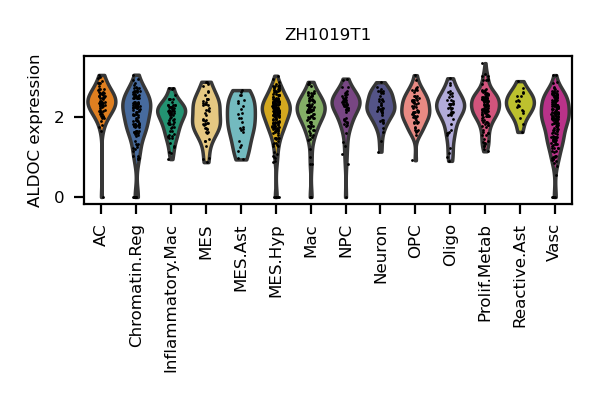 ZH1019T1
ALDOC expression
2
0
AC
Chromatin.Reg
Inflammatory.Mac
MES
MES.Ast
MES.Hyp
Mac
NPC
Neuron
OPC
Oligo
Prolif.Metab
Reactive.Ast
Vasc